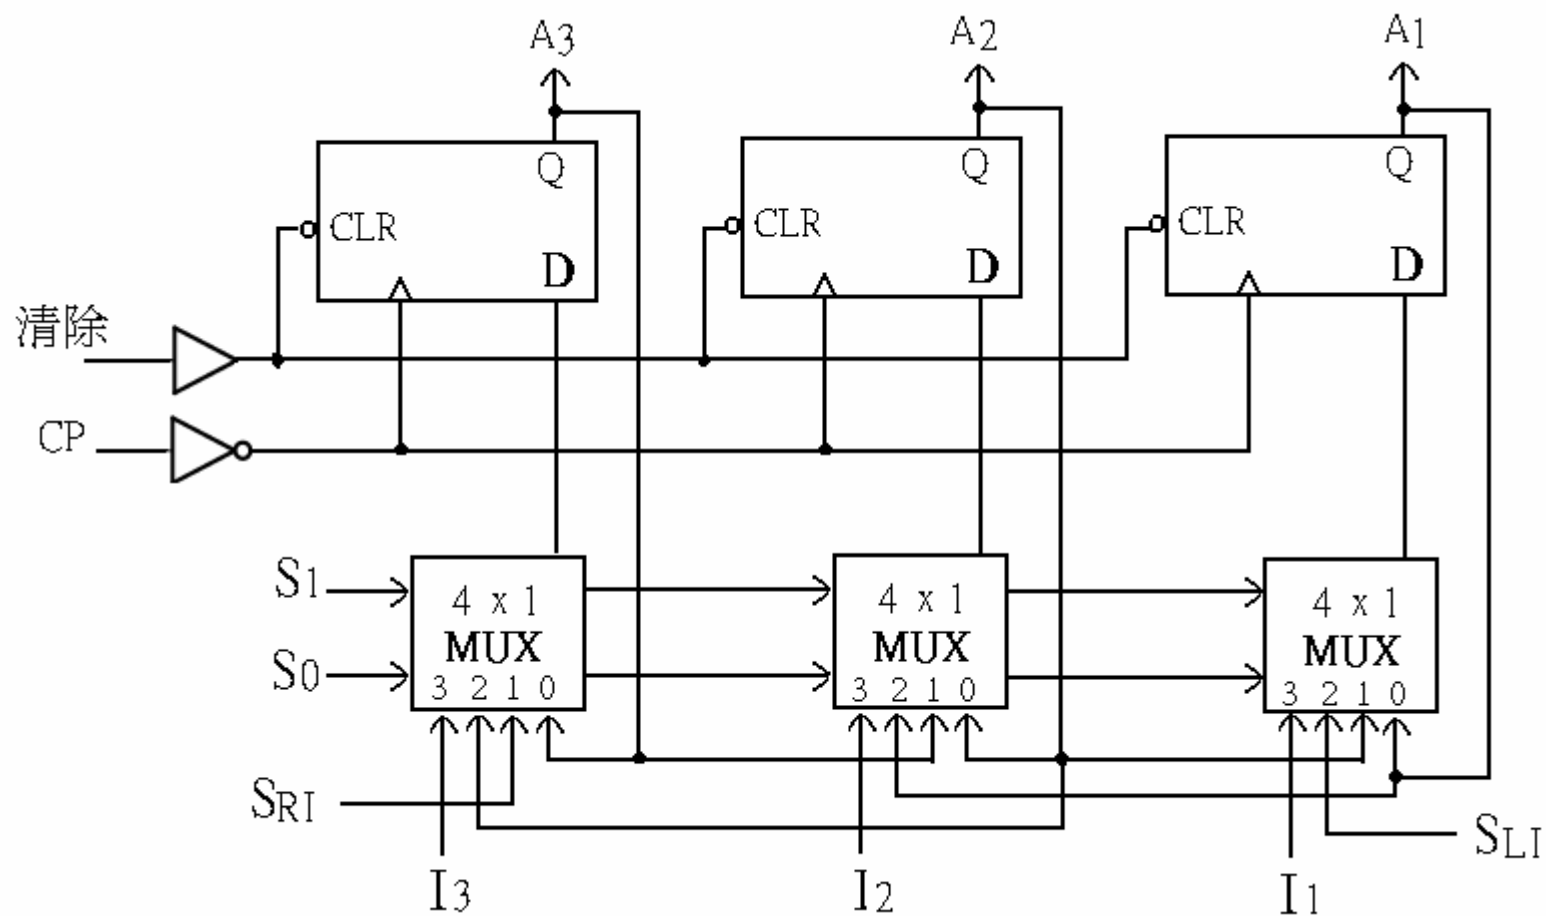 A3
A2
A1
Q
Q
Q
CLR
CLR
CLR
D
D
D
清除
CP
S1
4 x 1
4 x 1
4 x 1
MUX
MUX
MUX
S0
3 2 1 0
3 2 1 0
3 2 1 0
SRI
SLI
I3
I2
I1